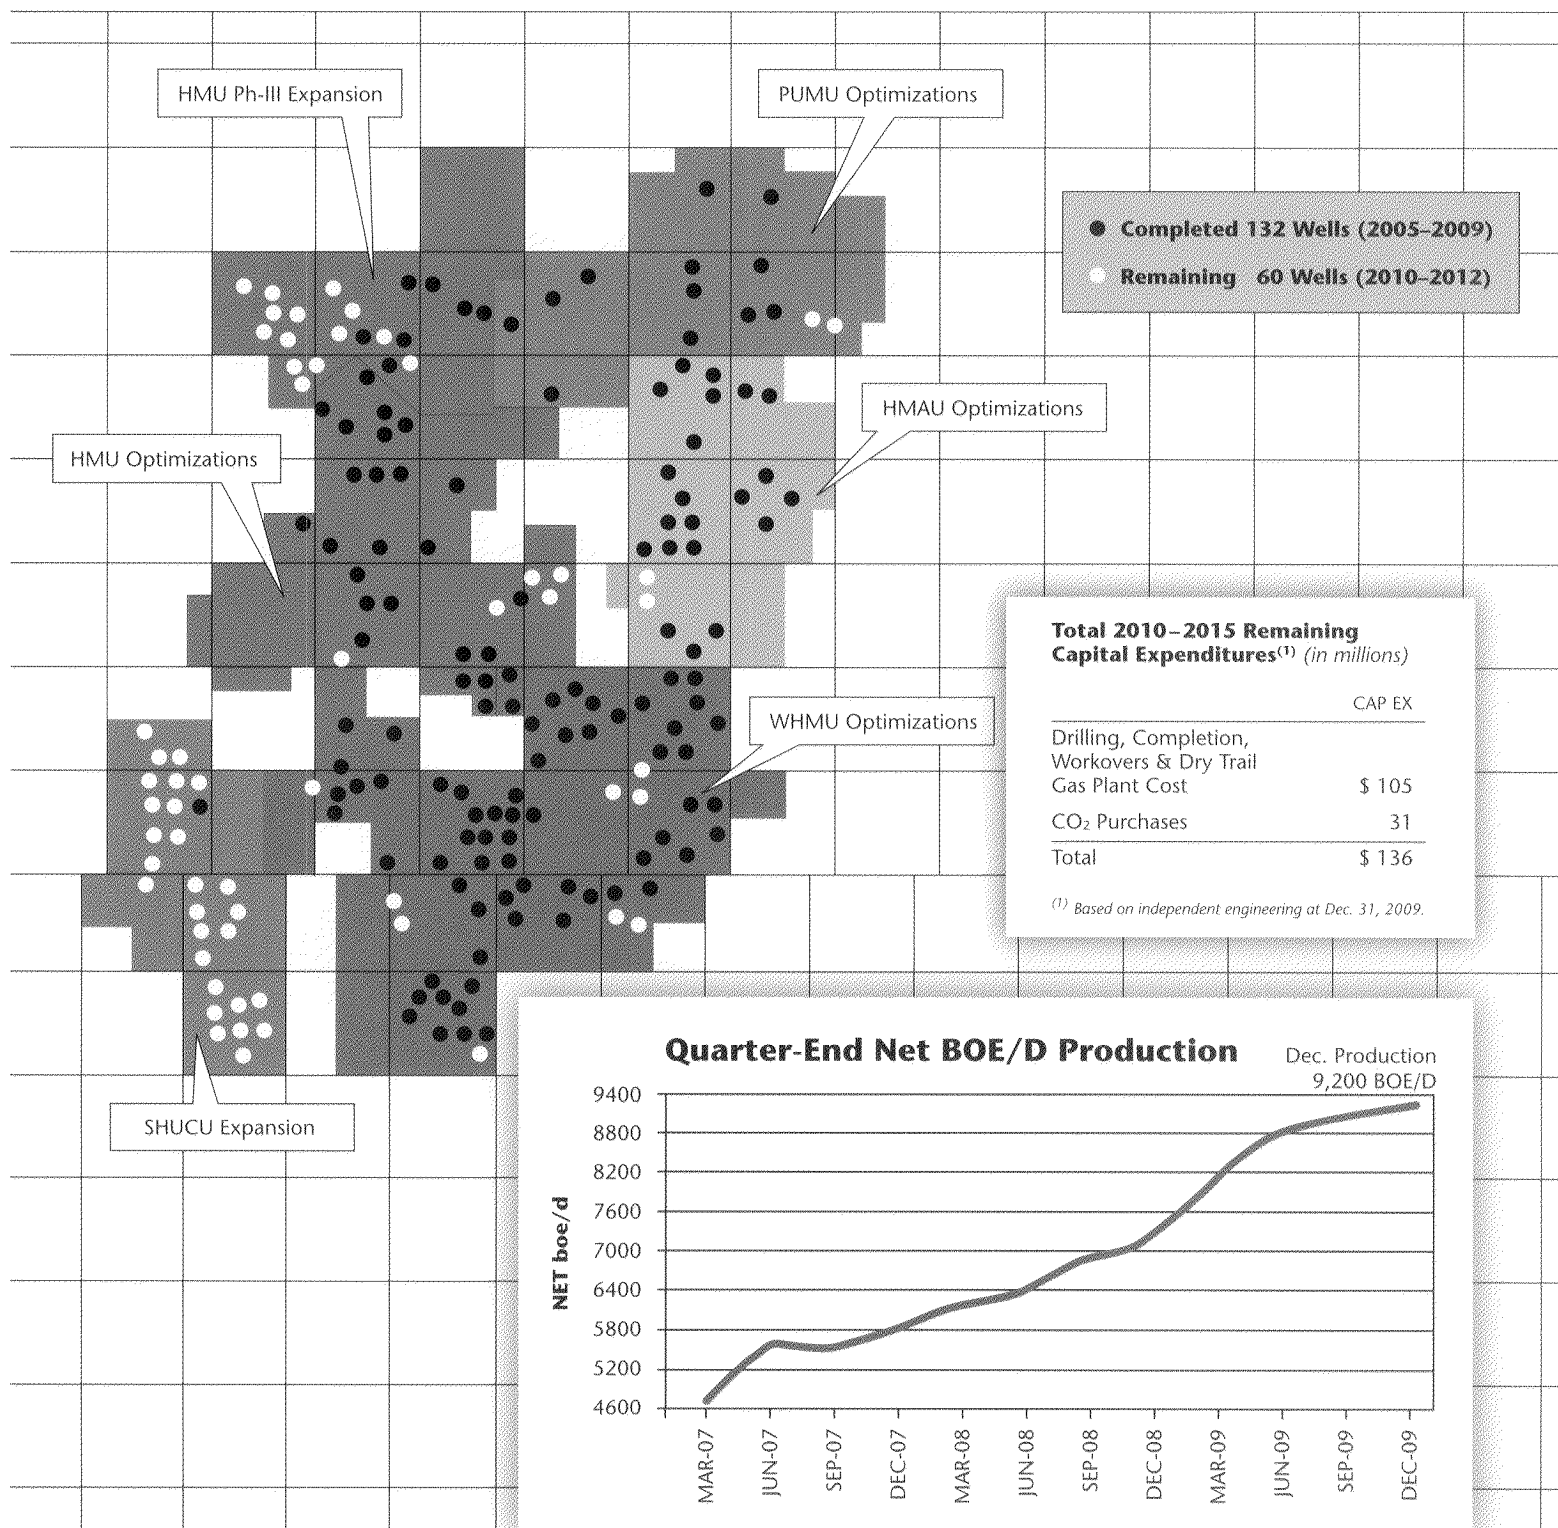 HMU Ph-III Expansion
PUMU Optimizations
Completed 132 Wells (2005–2009)
Remaining 60 Wells (2010–2012)
HMAU Optimizations
HMU Optimizations
Total 2010–2015 Remaining
Capital Expenditures(1) (in millions)
CAP EX
Drilling, Completion,
Workovers & Dry Trail
Gas Plant Cost $ 105
CO2 Purchases 31
Total $ 136
(1) Based on independent engineering at Dec. 31, 2009.
WHMU Optimizations
SHUCU Expansion
Quarter-End Net BOE/D Production
Dec. Production
9,200 BOE/D
NET boe/d
9400
8800
8200
7600
7000
6400
5800
5200
4600
MAR-07
JUN-07
SEP-07
DEC-07
MAR-08
JUN-08
SEP-08
DEC-08
MAR-09
JUN-09
SEP-09
DEC-09